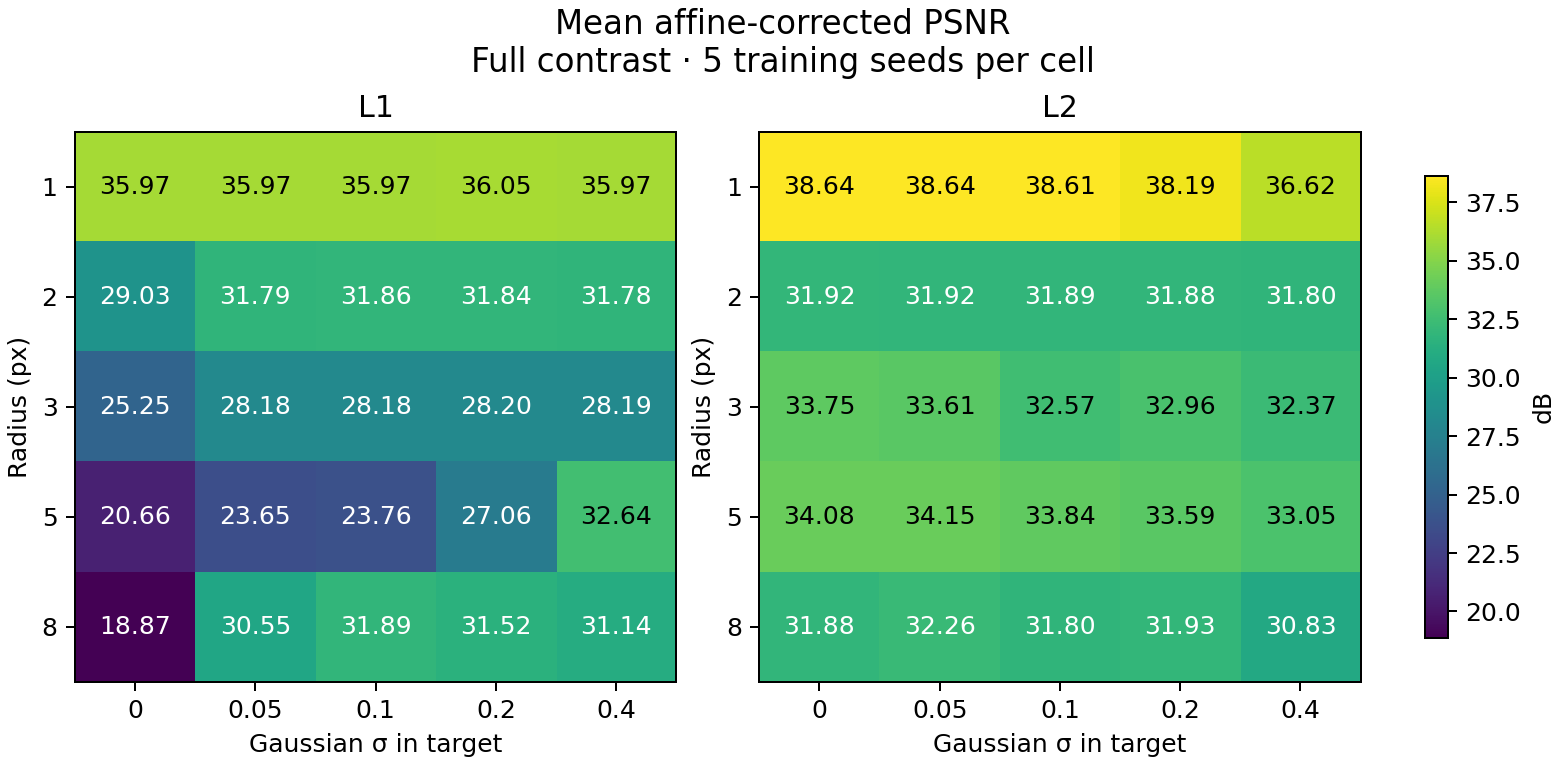 Mean affine-corrected PSNR
Full contrast · 5 training seeds per cell
L1
Radius (px)
1 35.97 35.97 35.97 36.05 35.97
2 29.03 31.79 31.86 31.84 31.78
3 25.25 28.18 28.18 28.20 28.19
5 20.66 23.65 23.76 27.06 32.64
8 18.87 30.55 31.89 31.52 31.14
0 0.05 0.1 0.2 0.4
Gaussian σ in target
L2
Radius (px)
1 38.64 38.64 38.61 38.19 36.62
2 31.92 31.92 31.89 31.88 31.80
3 33.75 33.61 32.57 32.96 32.37
5 34.08 34.15 33.84 33.59 33.05
8 31.88 32.26 31.80 31.93 30.83
0 0.05 0.1 0.2 0.4
Gaussian σ in target
37.5
35.0
32.5
30.0
27.5
25.0
22.5
20.0
dB